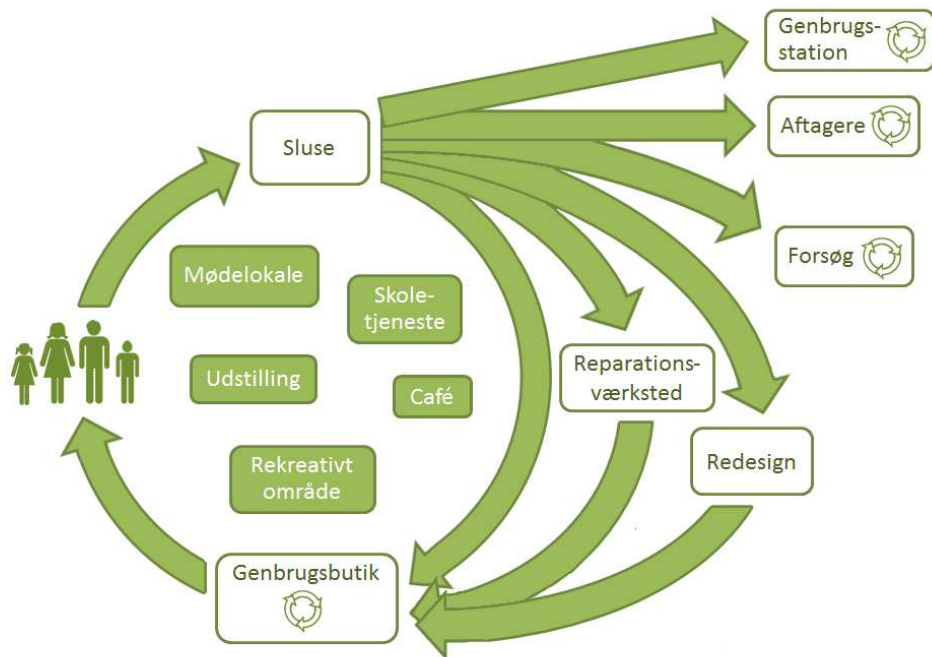 Genbrugs-
station
Sluse
Aftagere
Forsøg
Mødelokale
Skole-
tjeneste
Udstilling
Café
Reparations-
værksted
Rekreativt
område
Redesign
Genbrugsbutik